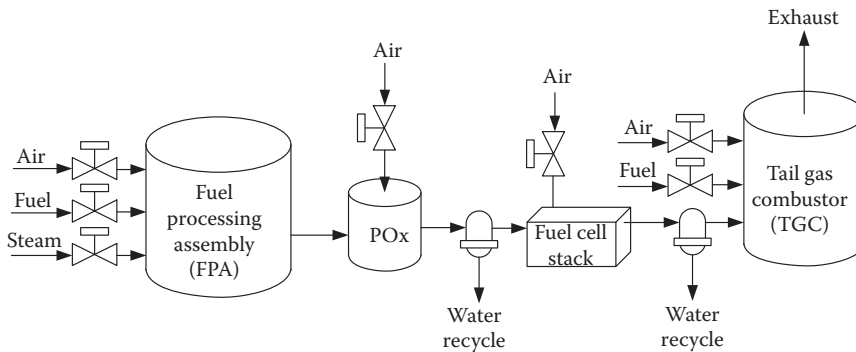 Air
Fuel
Steam
Fuel
processing
assembly
(FPA)
Air
POx
Water
recycle
Air
Fuel cell
stack
Water
recycle
Air
Fuel
Tail gas
combustor
(TGC)
Exhaust